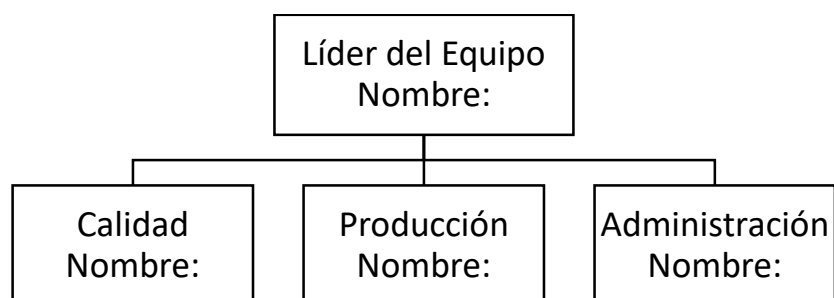 Líder del Equipo
Nombre:
Calidad
Nombre:
Producción
Nombre:
Administración
Nombre: